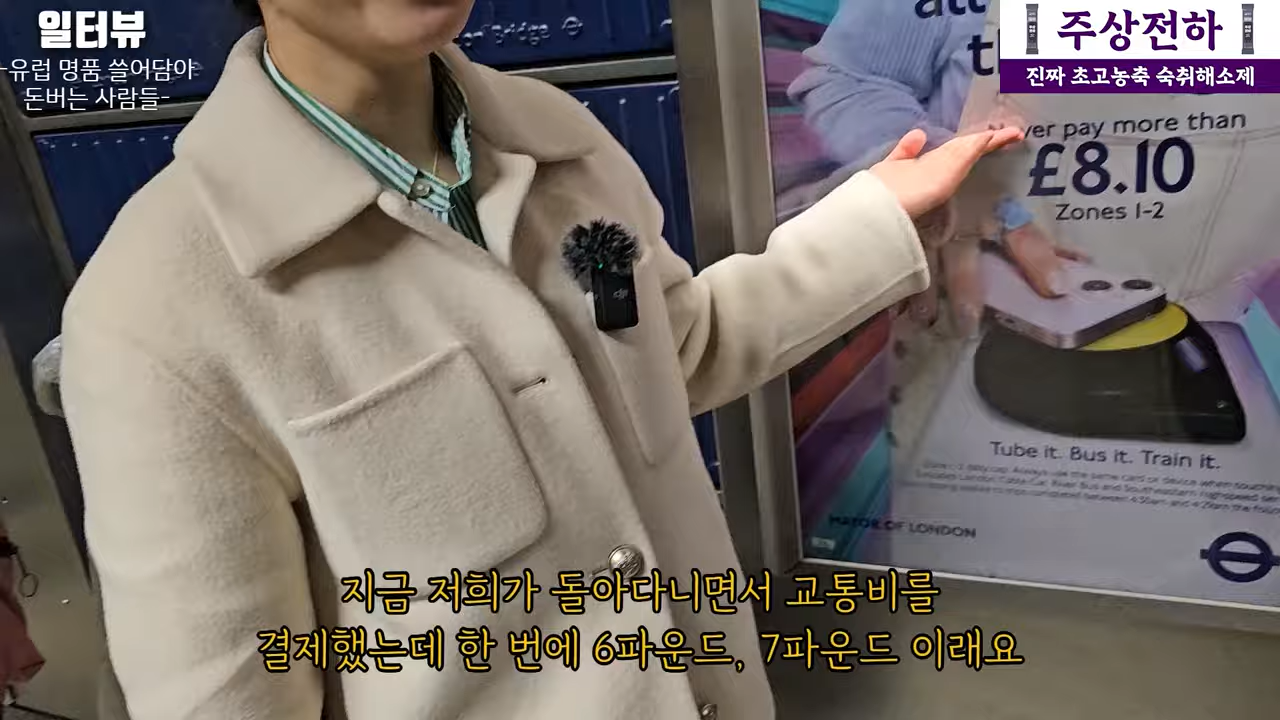 일터뷰
-유럽 명품 쓸어담아
돈버는 사람들-
주상전하
진짜 초고농축 숙취해소제
Bridge
pay more than
£8.10
Zones 1-2
dji
Tube it. Bus it. Train it.
MAYOR OF LONDON
지금 저희가 돌아다니면서 교통비를
결제했는데 한 번에 6파운드, 7파운드 이래요